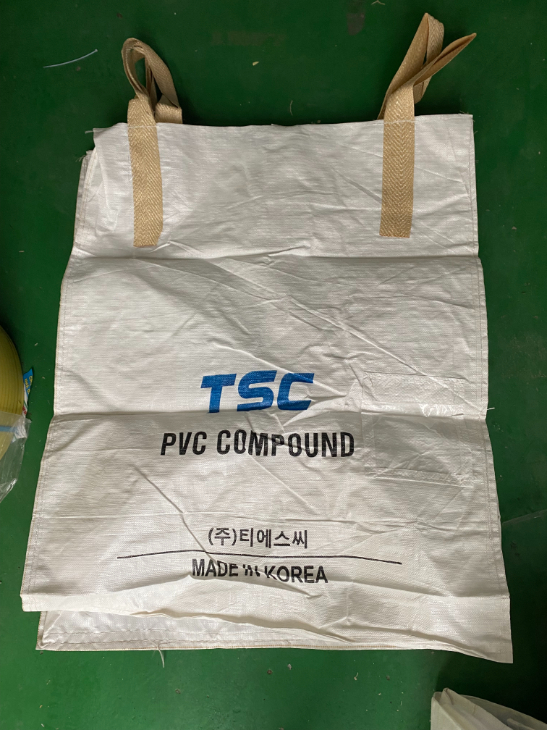 TSC
PVC COMPOUND
(주)티에스씨
MADE IN KOREA